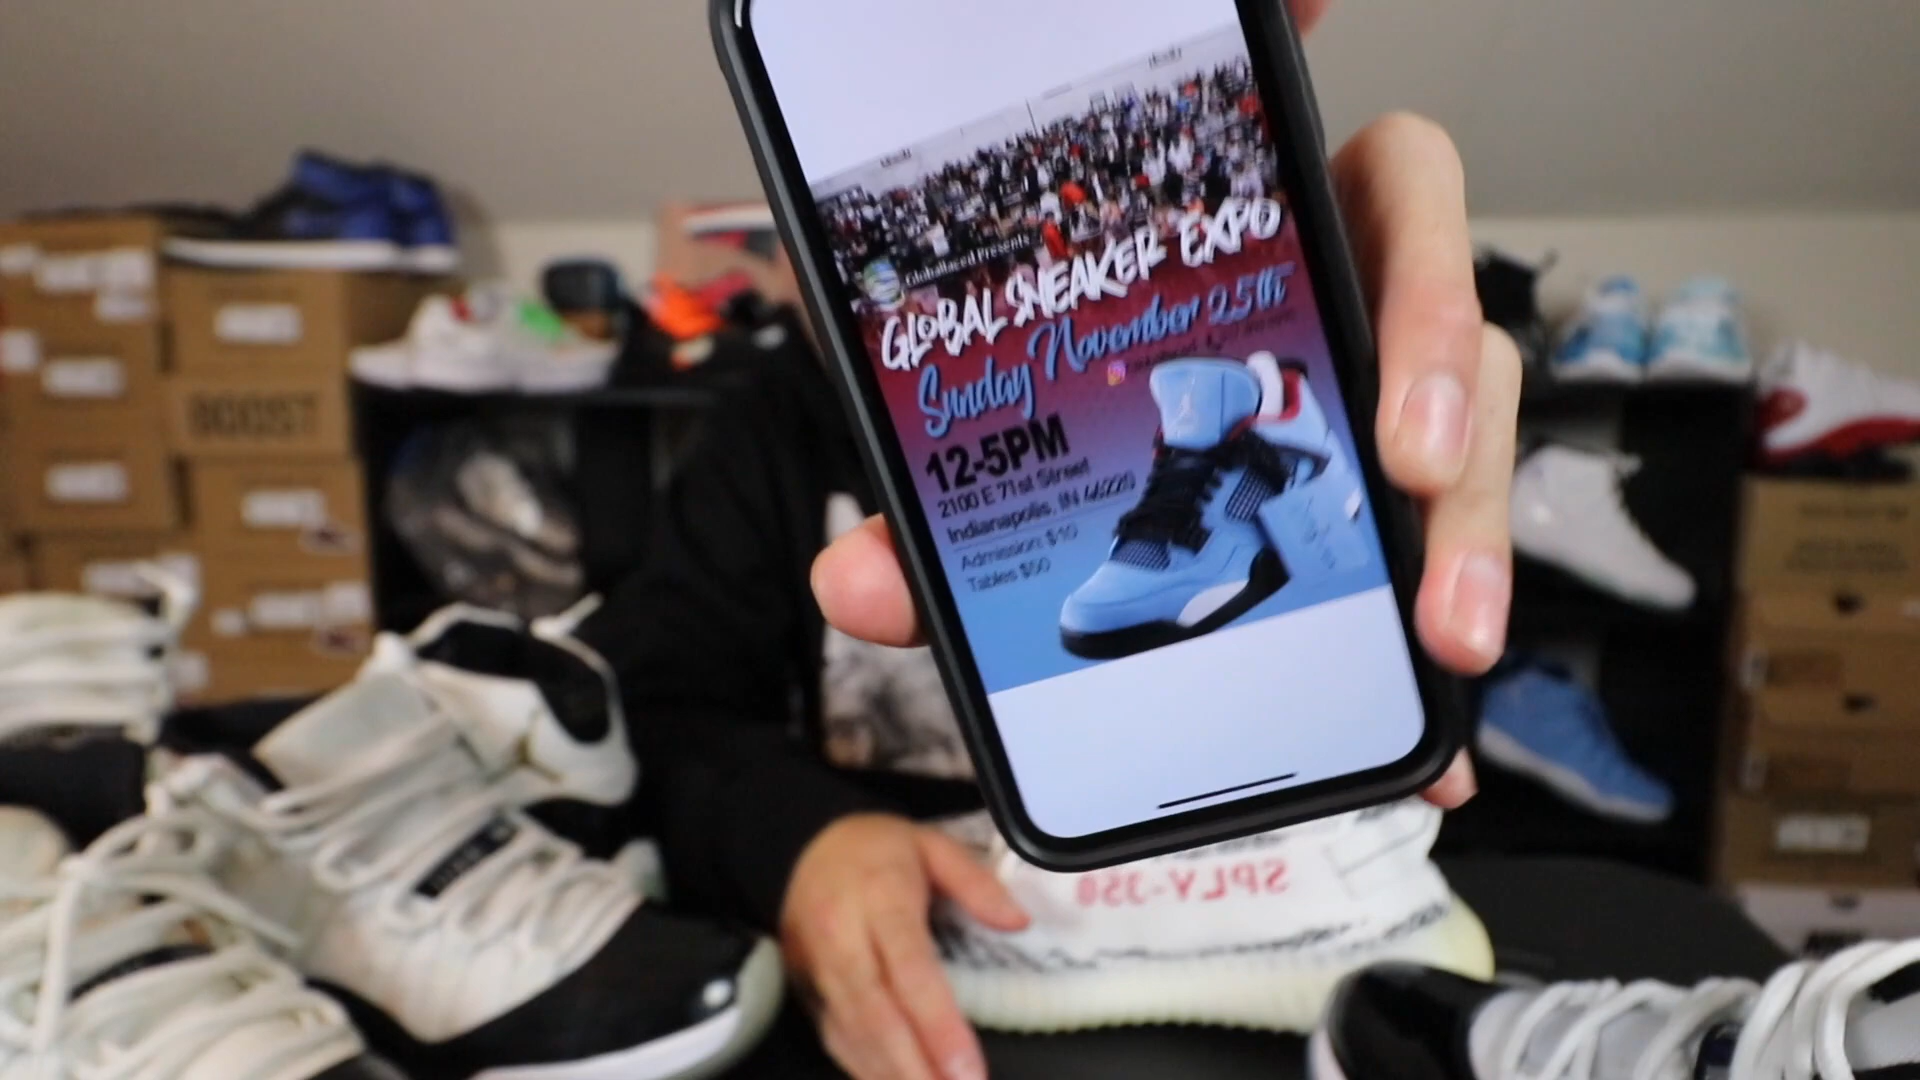 Globallaced Presents
GLOBAL SNEAKER EXPO
Sunday November 25th
12-5PM
2100 E 71st Street
Indianapolis, IN 46220
Admission: $10
Tables $50
BOOST
SPLY-350